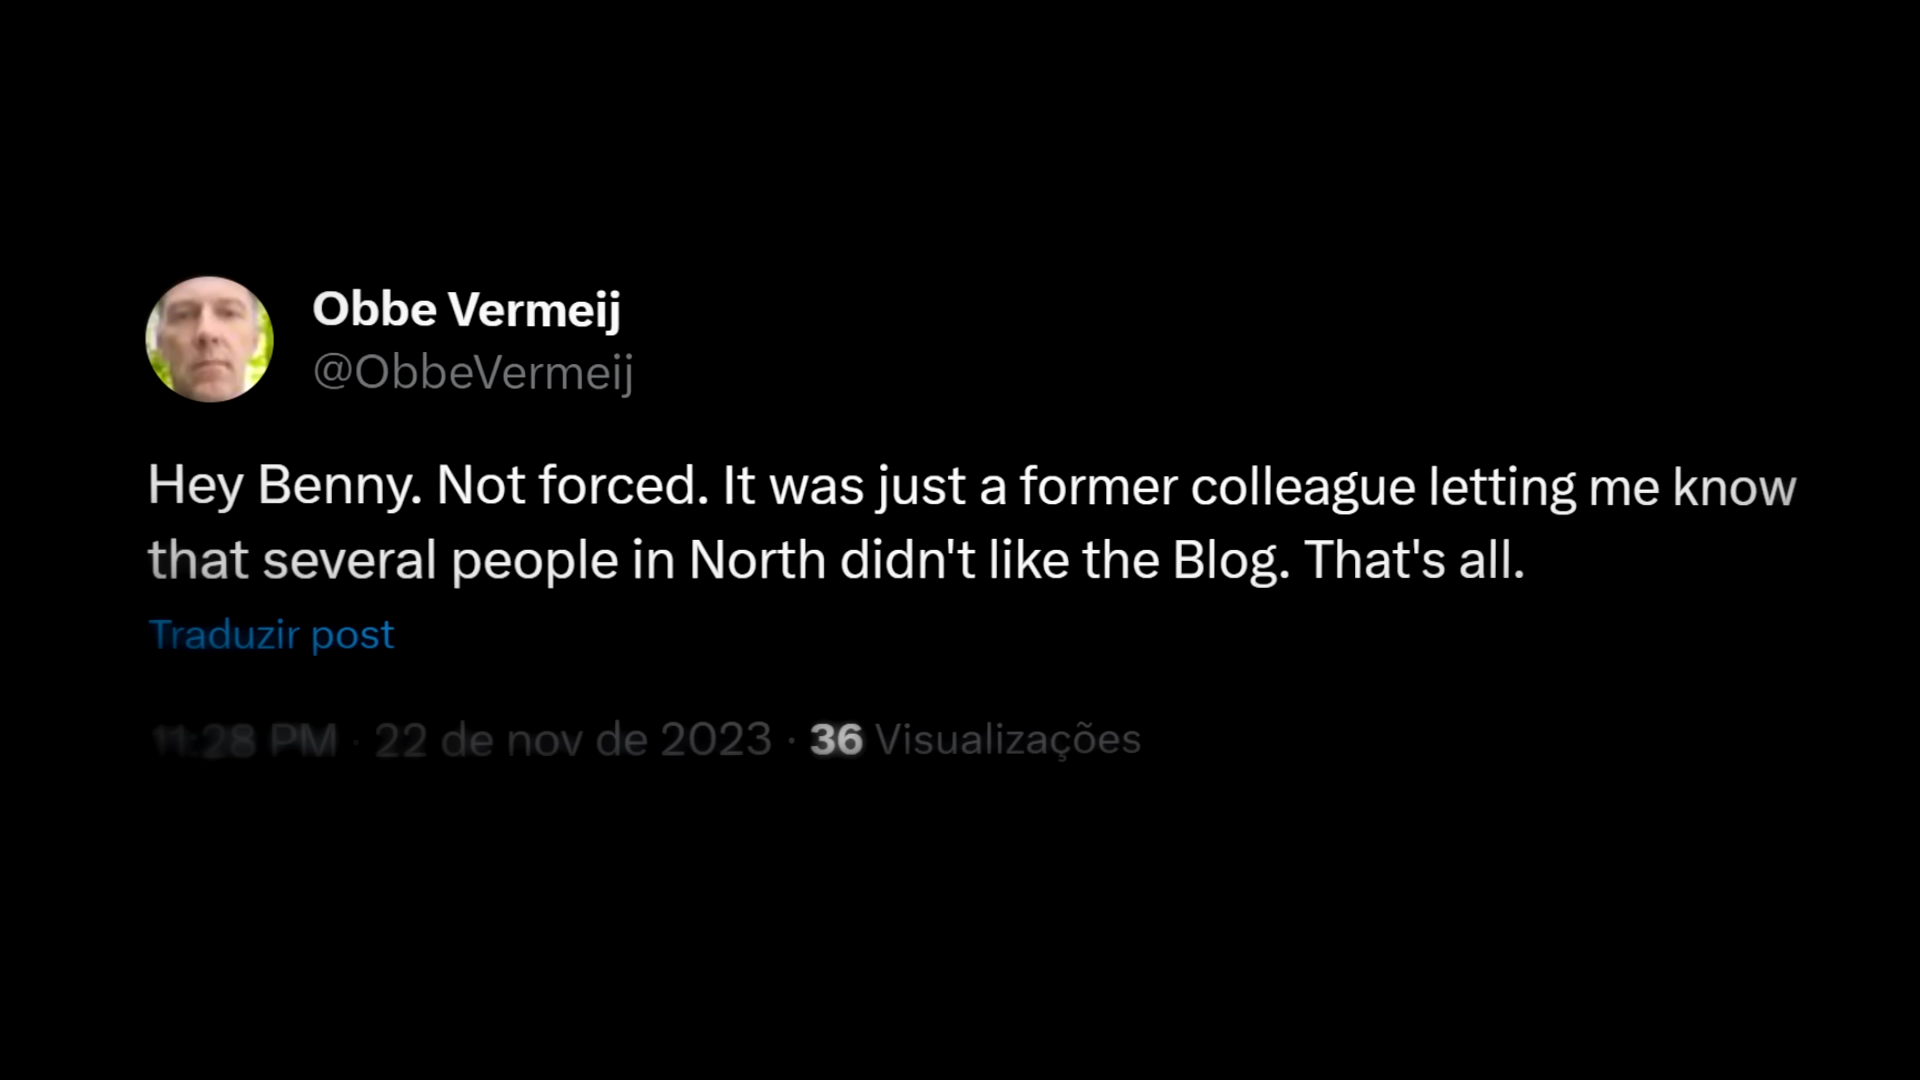 Obbe Vermeij
@ObbeVermeij
Hey Benny. Not forced. It was just a former colleague letting me know
that several people in North didn't like the Blog. That's all.
Traduzir post
11:28 PM · 22 de nov de 2023 · 36 Visualizações